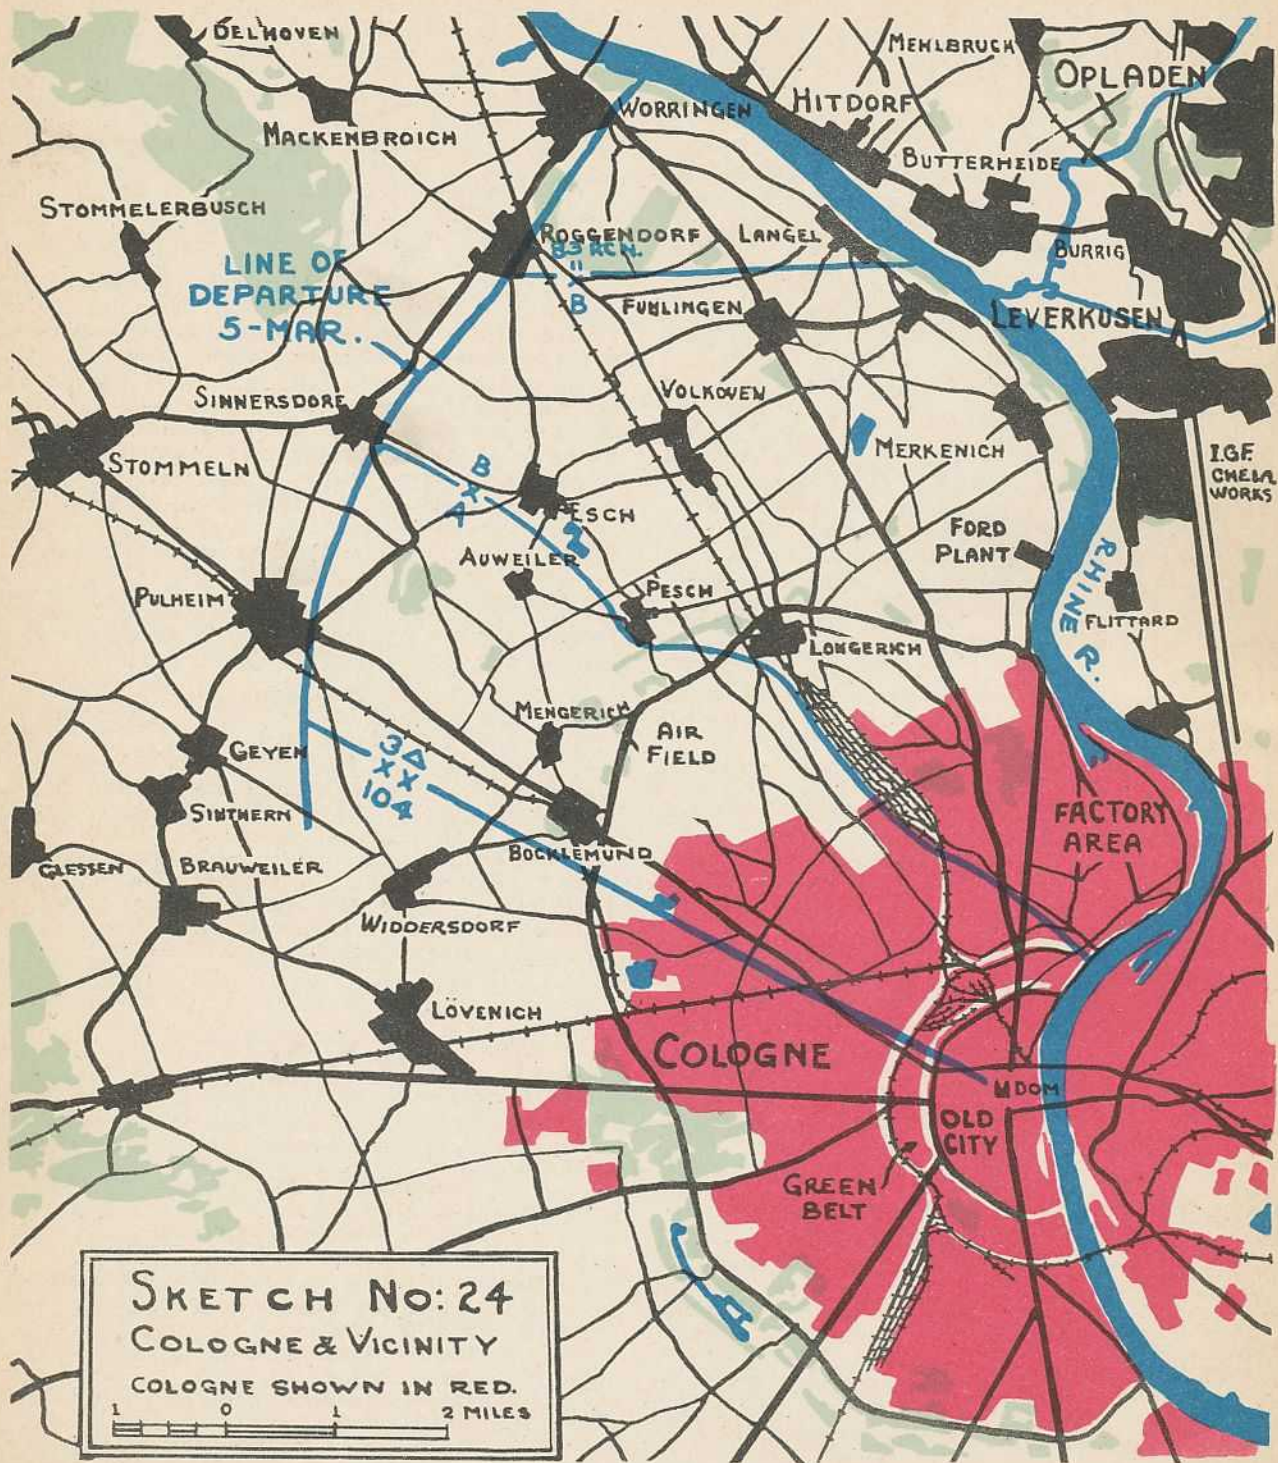 DELHOVEN
MEHLBRUCH
OPLADEN
WORRINGEN
HITDORF
MACKENBROICH
BUTTERHEIDE
STOMMELERBUSCH
ROGGENDORF
LANGEL
BURRIG
83 RCN.
II
X
B
LINE OF
DEPARTURE
5-MAR.
FUHLINGEN
LEVERKUSEN
SINNERSDORF
VOLKOVEN
MERKENICH
STOMMELN
I.G.F.
CHEM.
WORKS
B
X
A
ESCH
FORD
PLANT
AUWEILER
PULHEIM
PESCH
RHINE R.
FLITTARD
LONGERICH
MENGERICH
AIR
FIELD
GEYEN
3Δ
XX
104
SINTHERN
FACTORY
AREA
GLESSEN
BRAUWEILER
BOCKLEMUND
WIDDERSDORF
LÖVENICH
COLOGNE
DOM
OLD
CITY
GREEN
BELT
SKETCH NO: 24
COLOGNE & VICINITY
COLOGNE SHOWN IN RED.
1 0 1 2 MILES